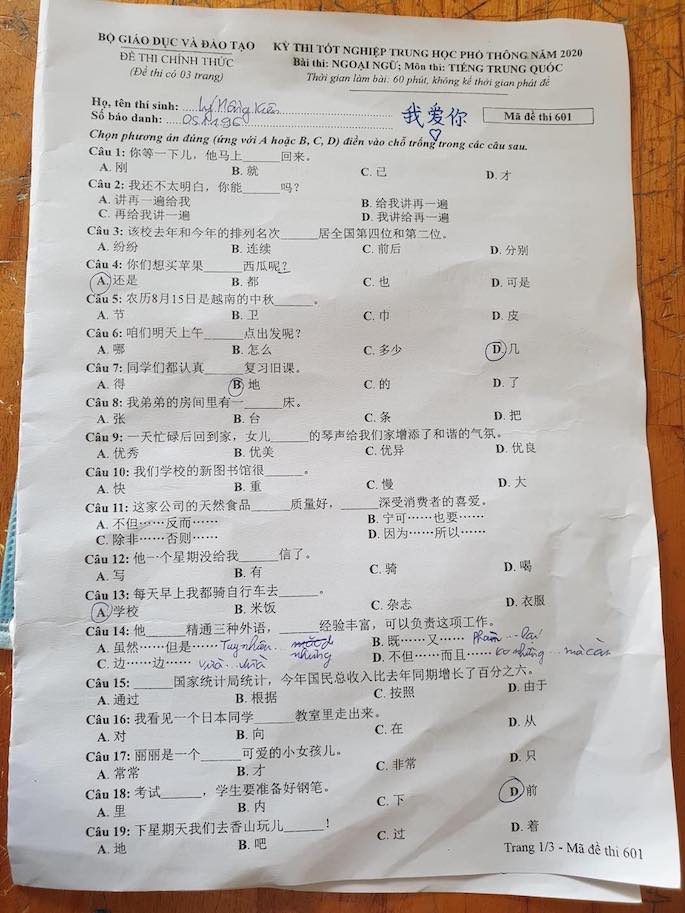 BỘ GIÁO DỤC VÀ ĐÀO TẠO
ĐỀ THI CHÍNH THỨC
(Đề thi có 03 trang)
KỲ THI TỐT NGHIỆP TRUNG HỌC PHỔ THÔNG NĂM 2020
Bài thi: NGOẠI NGỮ; Môn thi: TIẾNG TRUNG QUỐC
Thời gian làm bài: 60 phút, không kể thời gian phát đề
Họ, tên thí sinh:
Số báo danh:
我爱你
Mã đề thi 601
Chọn phương án đúng (ứng với A hoặc B, C, D) điền vào chỗ trống trong các câu sau.
Câu 1: 你等一下儿，他马上______回来。
A. 刚 B. 就 C. 已 D. 才
Câu 2: 我还不太明白，你能______吗？
A. 讲再一遍给我 B. 给我讲再一遍
C. 再给我讲一遍 D. 我讲给再一遍
Câu 3: 该校去年和今年的排列名次______居全国第四位和第二位。
A. 纷纷 B. 连续 C. 前后 D. 分别
Câu 4: 你们想买苹果______西瓜呢？
A. 还是 B. 都 C. 也 D. 可是
Câu 5: 农历8月15日是越南的中秋______。
A. 节 B. 卫 C. 巾 D. 皮
Câu 6: 咱们明天上午______点出发呢？
A. 哪 B. 怎么 C. 多少 D. 几
Câu 7: 同学们都认真______复习旧课。
A. 得 B. 地 C. 的 D. 了
Câu 8: 我弟弟的房间里有一______床。
A. 张 B. 台 C. 条 D. 把
Câu 9: 一天忙碌后回到家，女儿______的琴声给我们家增添了和谐的气氛。
A. 优秀 B. 优美 C. 优异 D. 优良
Câu 10: 我们学校的新图书馆很______。
A. 快 B. 重 C. 慢 D. 大
Câu 11: 这家公司的天然食品______质量好，______深受消费者的喜爱。
A. 不但……反而…… B. 宁可……也要……
C. 除非……否则…… D. 因为……所以……
Câu 12: 他一个星期没给我______信了。
A. 写 B. 有 C. 骑 D. 喝
Câu 13: 每天早上我都骑自行车去______。
A. 学校 B. 米饭 C. 杂志 D. 衣服
Câu 14: 他______精通三种外语，______经验丰富，可以负责这项工作。
A. 虽然……但是…… Tuy nhiên... nhưng B. 既……又……
C. 边……边…… vừa...vừa D. 不但……而且…… ko những...mà còn
Câu 15: ______国家统计局统计，今年国民总收入比去年同期增长了百分之六。
A. 通过 B. 根据 C. 按照 D. 由于
Câu 16: 我看见一个日本同学______教室里走出来。
A. 对 B. 向 C. 在 D. 从
Câu 17: 丽丽是一个______可爱的小女孩儿。
A. 常常 B. 才 C. 非常 D. 只
Câu 18: 考试______，学生要准备好钢笔。
A. 里 B. 内 C. 下 D. 前
Câu 19: 下星期天我们去香山玩儿______！
A. 地 B. 吧 C. 过 D. 着
Trang 1/3 - Mã đề thi 601